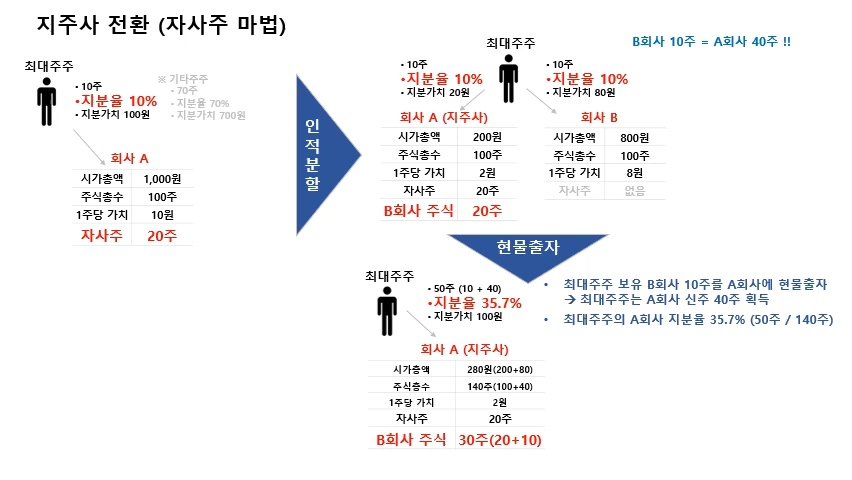 지주사 전환 (자사주 마법)
최대주주
• 10주
• 지분율 10%
• 지분가치 100원
※ 기타주주
- 70주
- 지분율 70%
- 지분가치 700원
회사 A
시가총액 1,000원
주식총수 100주
1주당 가치 10원
자사주 20주
인적분할
B회사 10주 = A회사 40주 !!
최대주주
• 10주
• 지분율 10%
• 지분가치 20원
• 10주
• 지분율 10%
• 지분가치 80원
회사 A (지주사)
시가총액 200원
주식총수 100주
1주당 가치 2원
자사주 20주
B회사 주식 20주
회사 B
시가총액 800원
주식총수 100주
1주당 가치 8원
자사주 없음
현물출자
최대주주
• 50주 (10 + 40)
• 지분율 35.7%
• 지분가치 100원
• 최대주주 보유 B회사 10주를 A회사에 현물출자
→ 최대주주는 A회사 신주 40주 획득
• 최대주주의 A회사 지분율 35.7% (50주 / 140주)
회사 A (지주사)
시가총액 280원(200+80)
주식총수 140주(100+40)
1주당 가치 2원
자사주 20주
B회사 주식 30주(20+10)